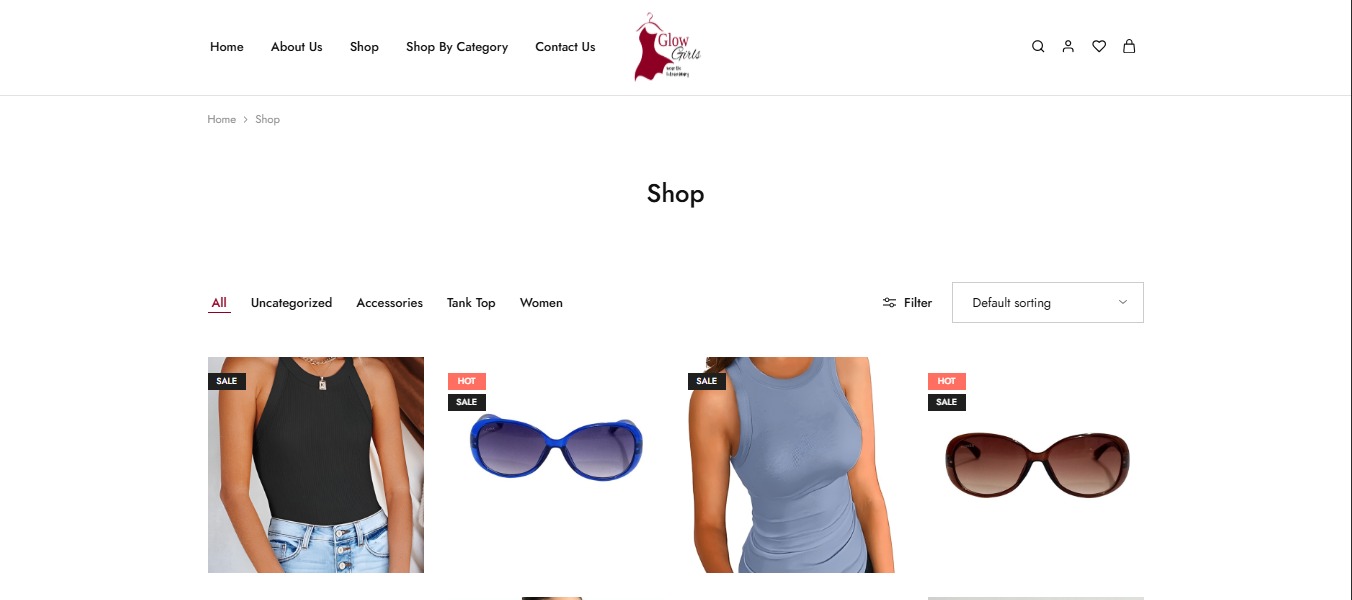 Home About Us Shop Shop By Category Contact Us
Glow
Girls
Home > Shop
Shop
All Uncategorized Accessories Tank Top Women
Filter Default sorting
SALE HOT SALE HOT
SALE SALE